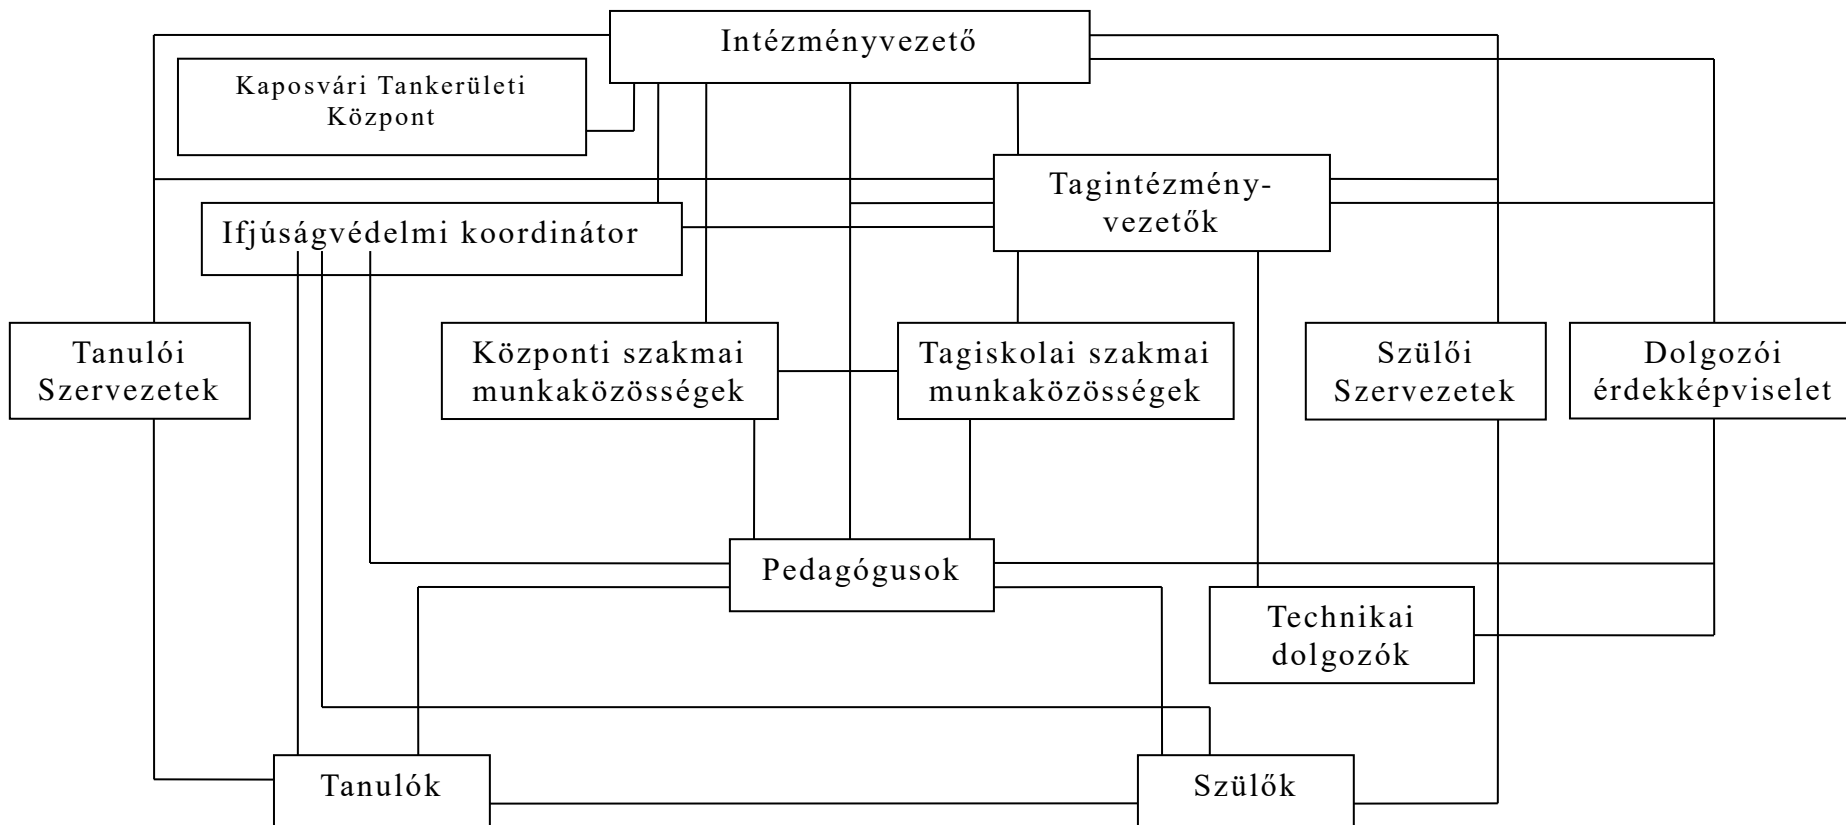 Intézményvezető
Kaposvári Tankerületi
Központ
Tagintézmény-
vezetők
Ifjúságvédelmi koordinátor
Tanulói
Szervezetek
Központi szakmai
munkaközösségek
Tagiskolai szakmai
munkaközösségek
Szülői
Szervezetek
Dolgozói
érdekképviselet
Pedagógusok
Technikai
dolgozók
Tanulók
Szülők